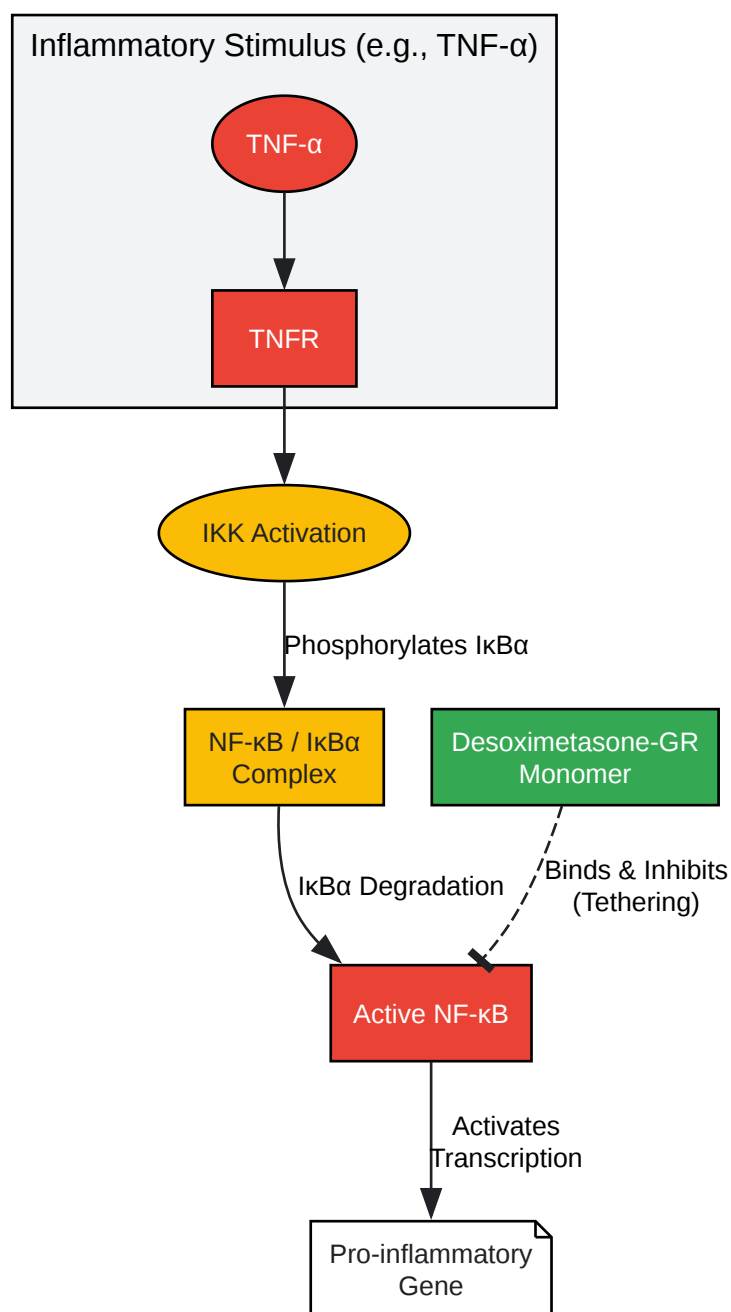 Inflammatory Stimulus (e.g., TNF-α)
TNF-α
TNFR
IKK Activation
Phosphorylates IκBα
NF-κB / IκBα
Complex
Desoximetasone-GR
Monomer
IκBα Degradation
Binds & Inhibits
(Tethering)
Active NF-κB
Activates
Transcription
Pro-inflammatory
Gene